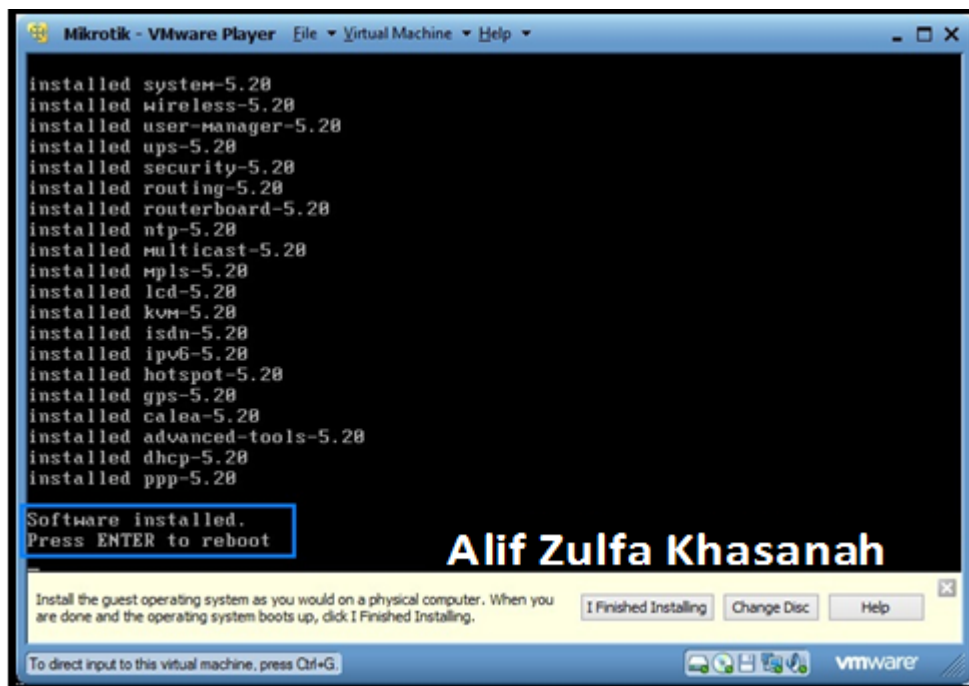 Mikrotik - VMware Player File Virtual Machine Help
installed system-5.20
installed wireless-5.20
installed user-manager-5.20
installed ups-5.20
installed security-5.20
installed routing-5.20
installed routerboard-5.20
installed ntp-5.20
installed multicast-5.20
installed mpls-5.20
installed lcd-5.20
installed kvm-5.20
installed isdn-5.20
installed ipv6-5.20
installed hotspot-5.20
installed gps-5.20
installed calea-5.20
installed advanced-tools-5.20
installed dhcp-5.20
installed ppp-5.20
Software installed.
Press ENTER to reboot
Alif Zulfa Khasanah
Install the guest operating system as you would on a physical computer. When you
are done and the operating system boots up, click I Finished Installing.
I Finished Installing Change Disc Help
To direct input to this virtual machine, press Ctrl+G.
vmware